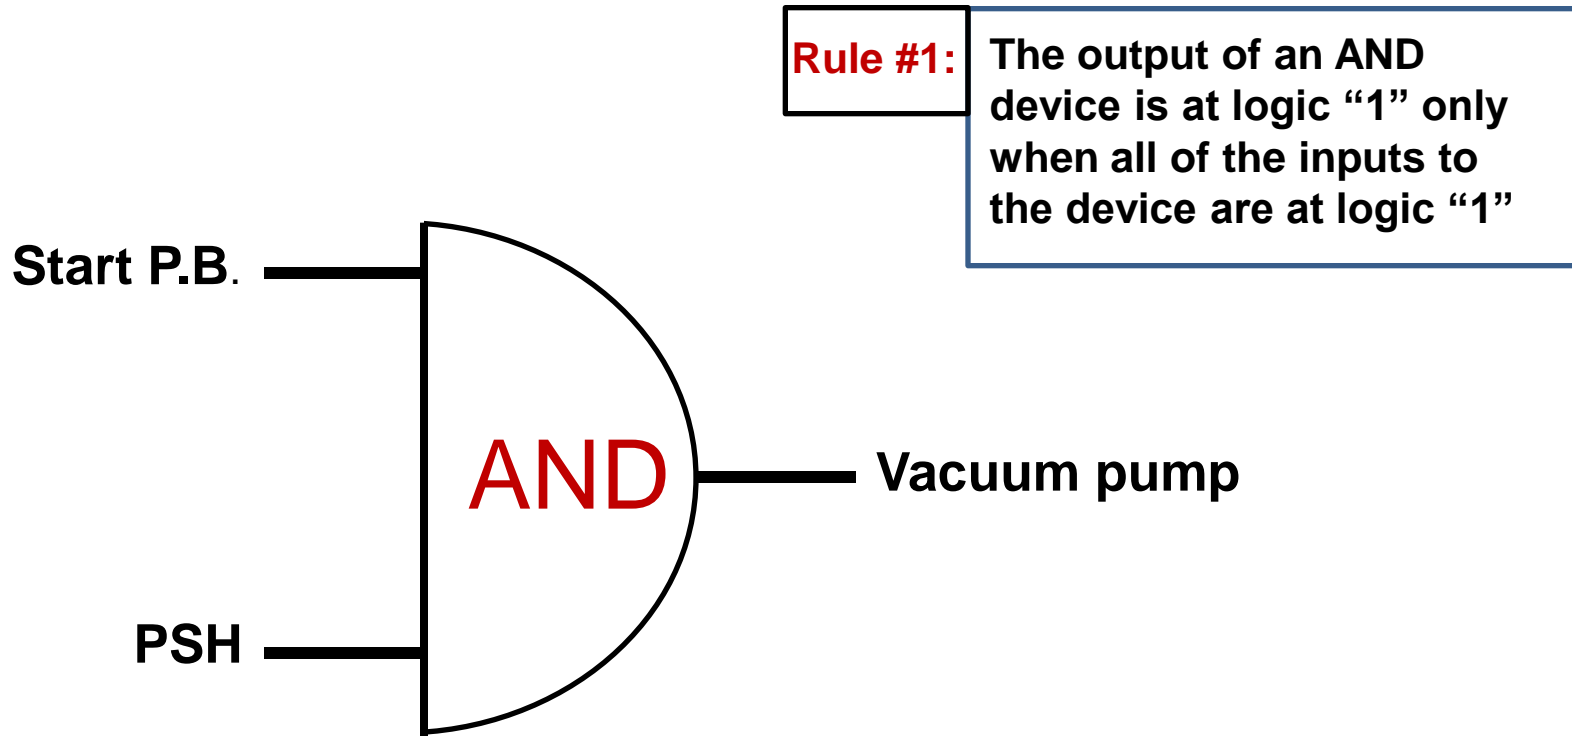 Rule #1:
The output of an AND
device is at logic “1” only
when all of the inputs to
the device are at logic “1”
Start P.B.
AND
Vacuum pump
PSH